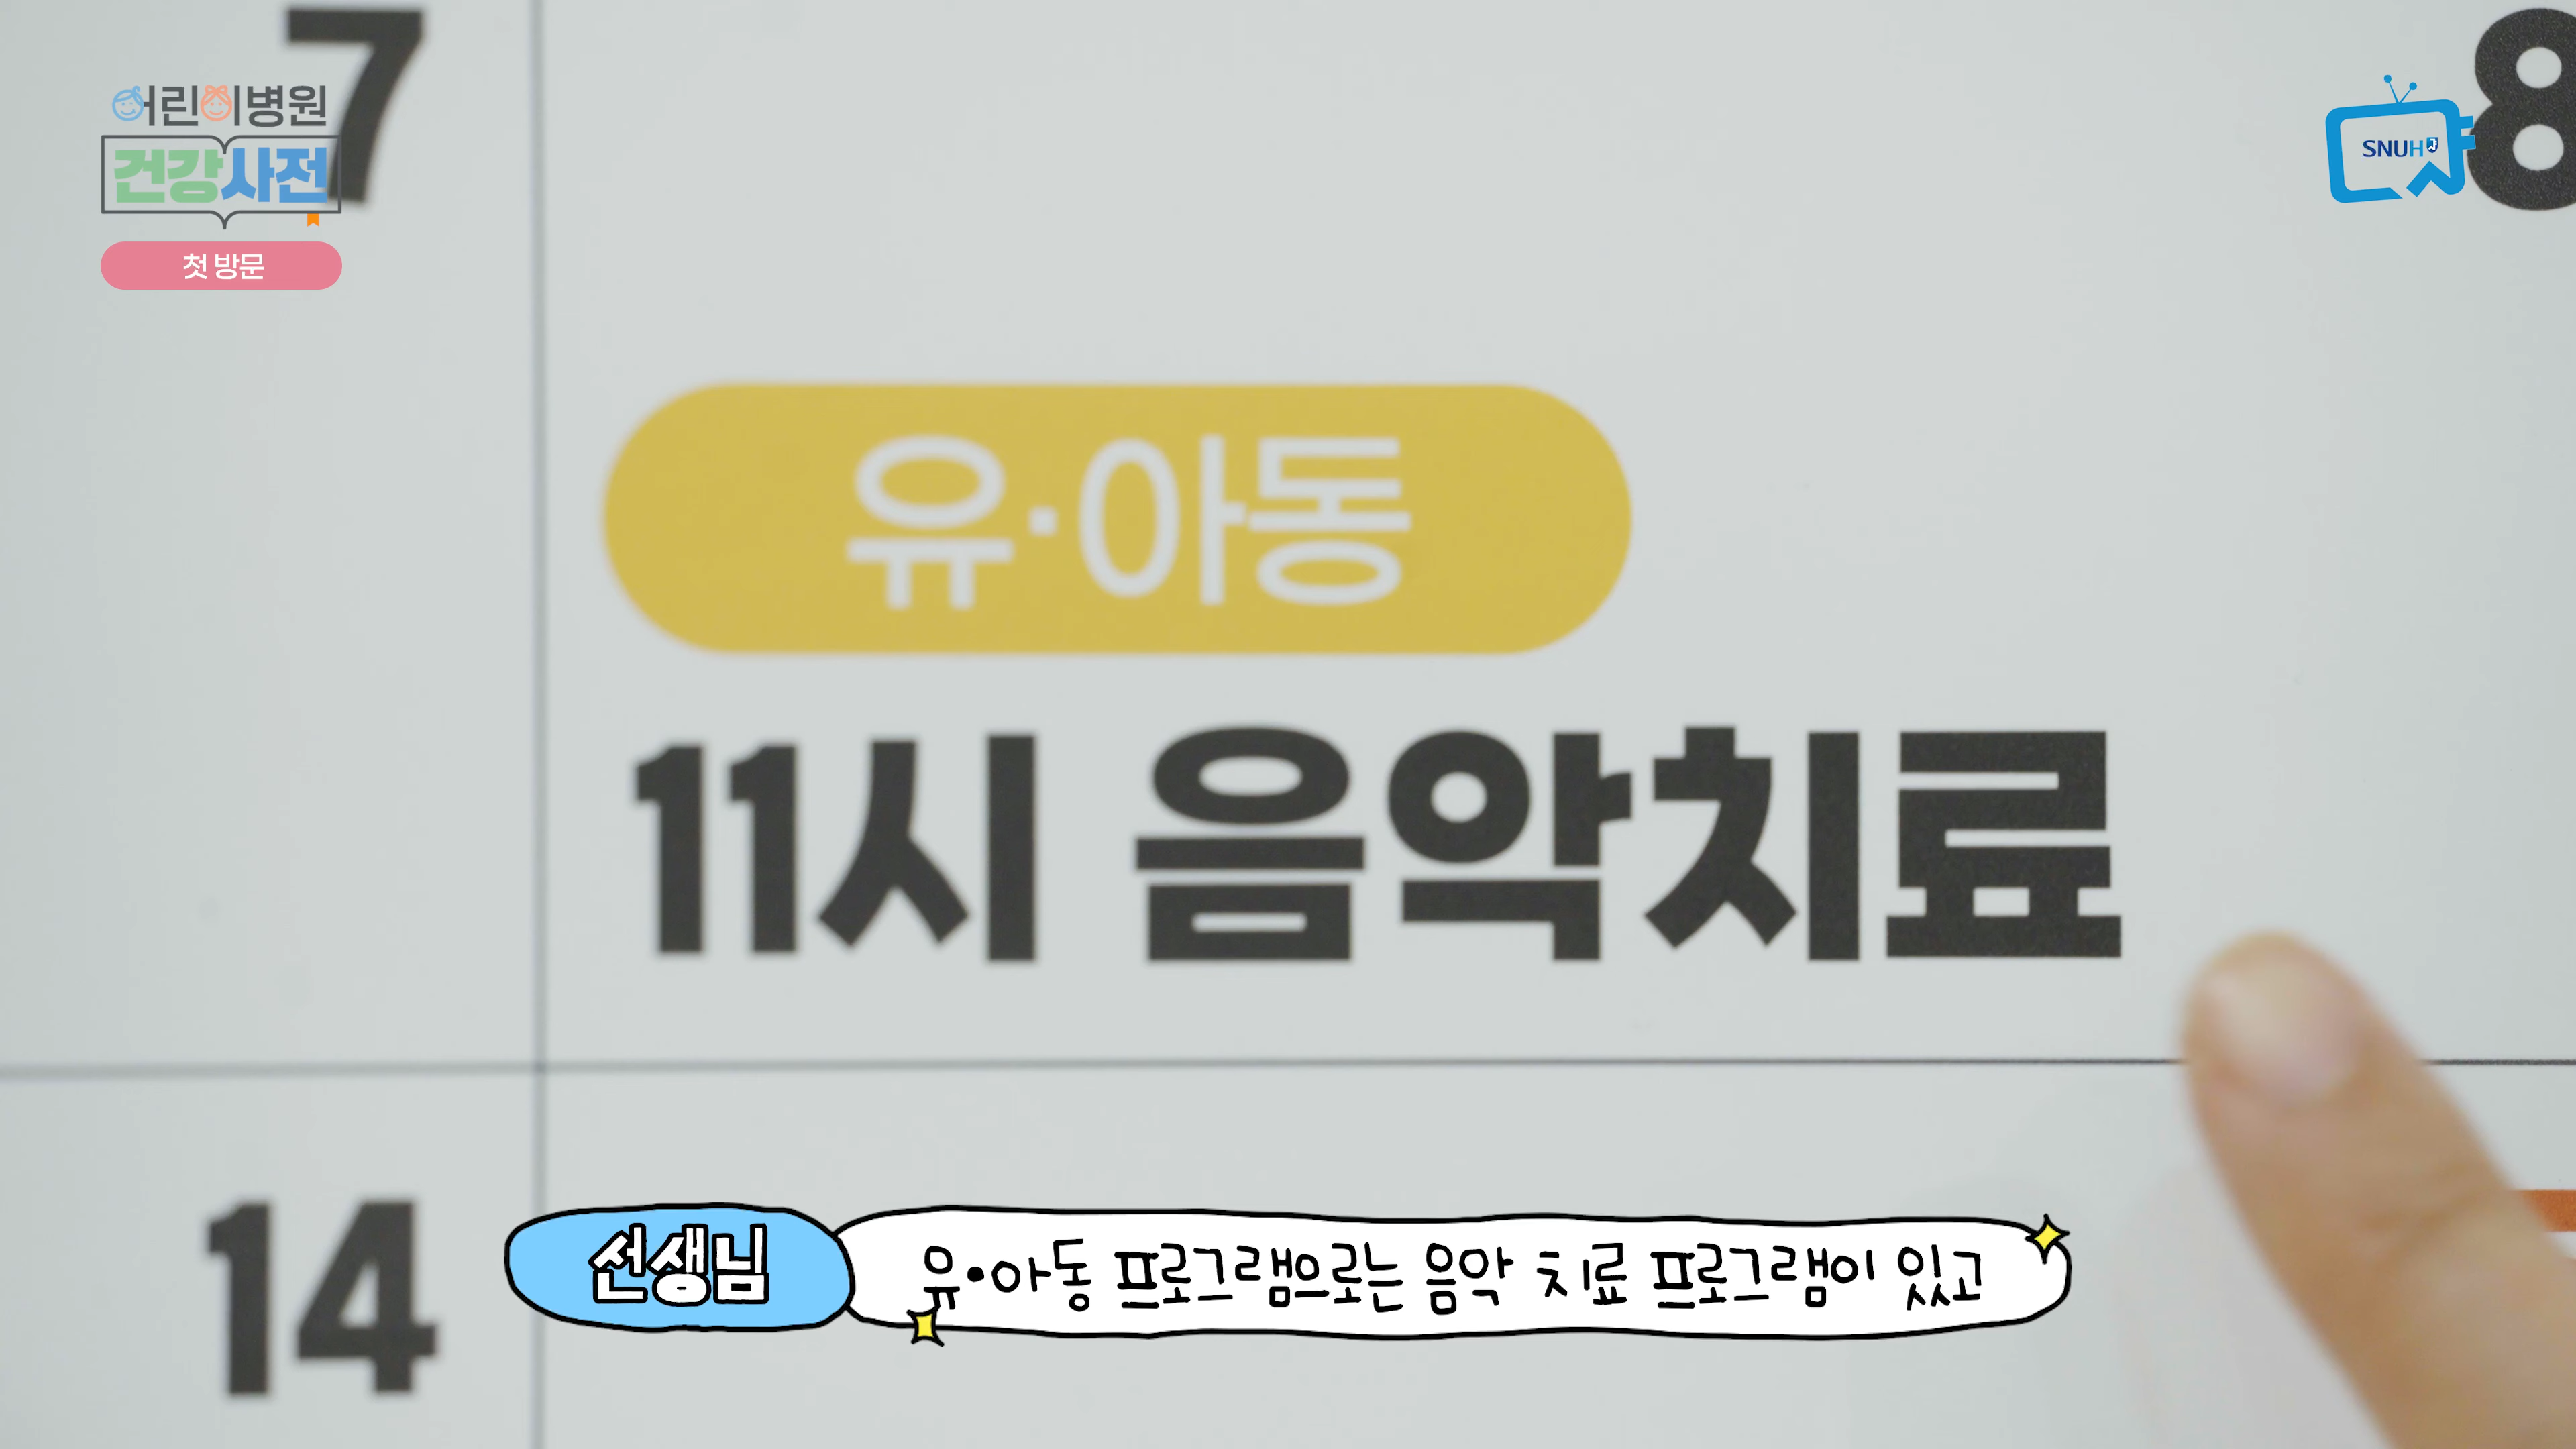 7
8
어린이병원
건강사전
첫 방문
SNUH
유·아동
11시 음악치료
14
선생님
유•아동 프로그램으로는 음악 치료 프로그램이 있고